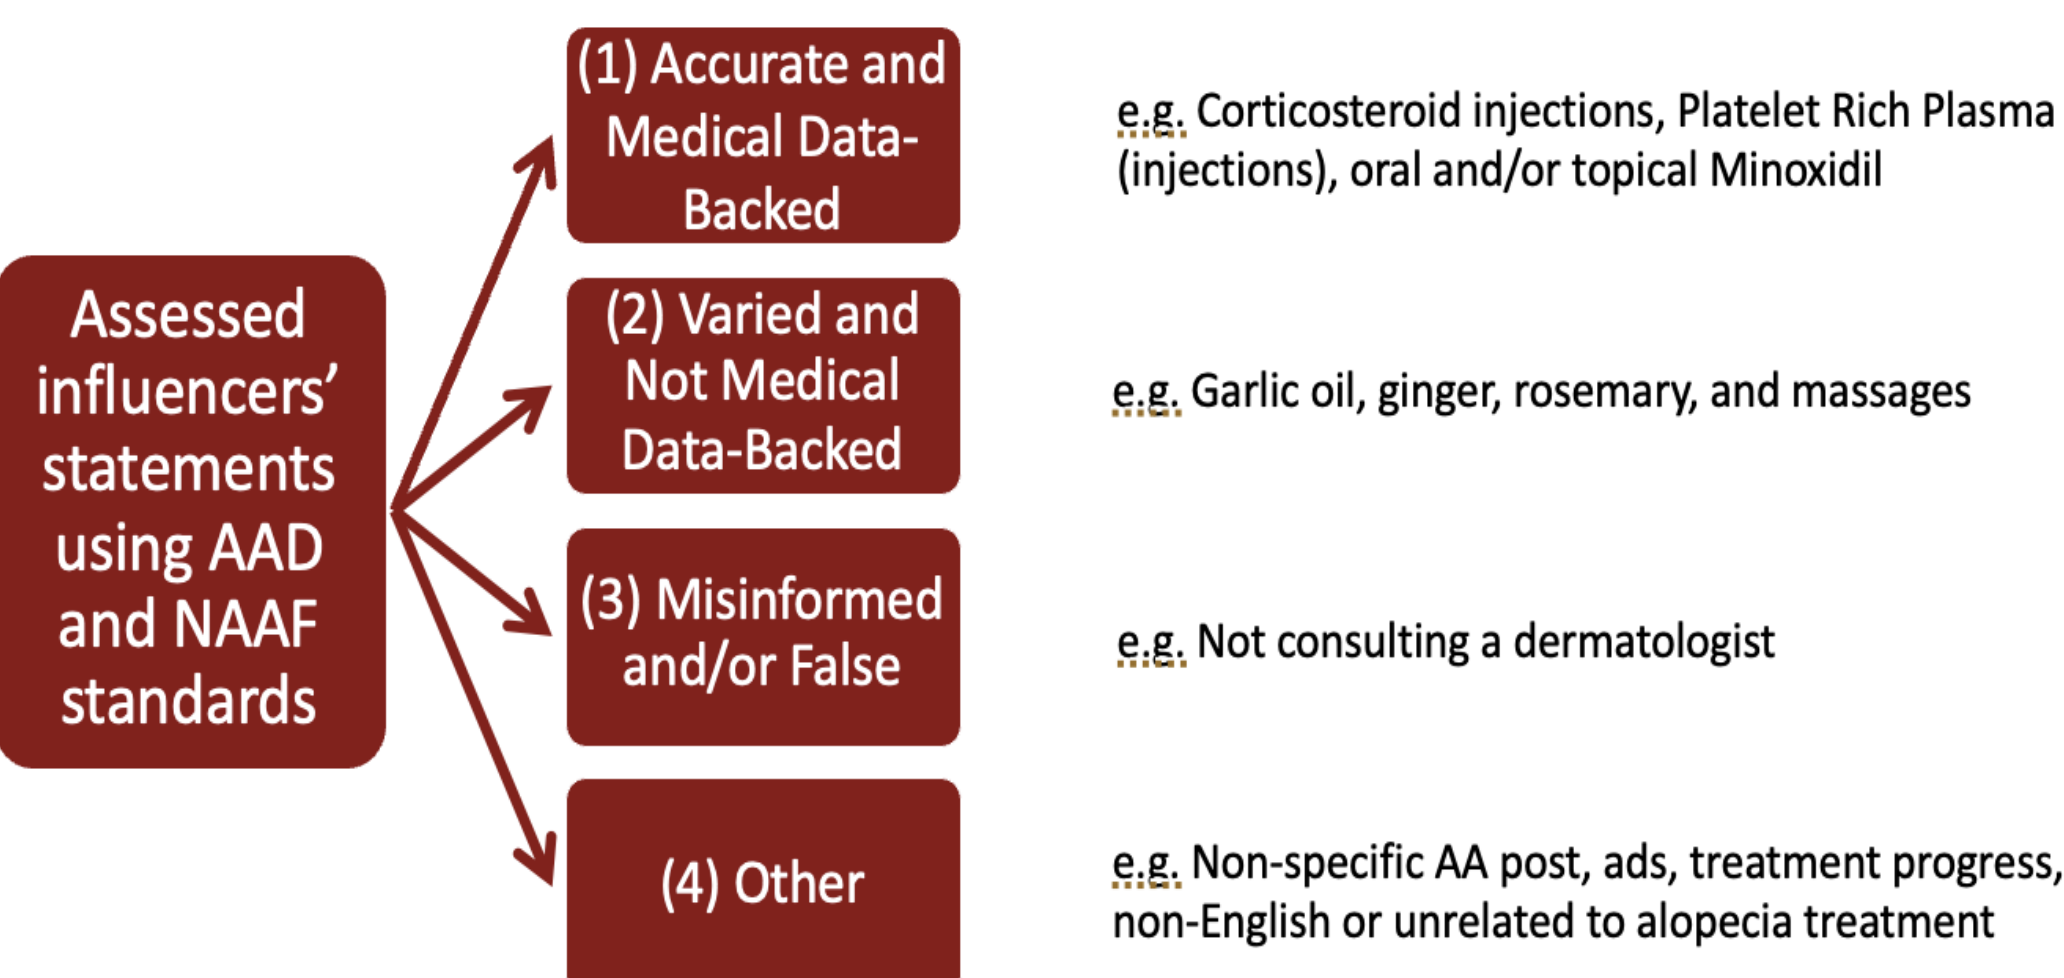 Assessed
influencers’
statements
using AAD
and NAAF
standards
(1) Accurate and
Medical Data-
Backed
e.g. Corticosteroid injections, Platelet Rich Plasma
(injections), oral and/or topical Minoxidil
(2) Varied and
Not Medical
Data-Backed
e.g. Garlic oil, ginger, rosemary, and massages
(3) Misinformed
and/or False
e.g. Not consulting a dermatologist
(4) Other
e.g. Non-specific AA post, ads, treatment progress,
non-English or unrelated to alopecia treatment